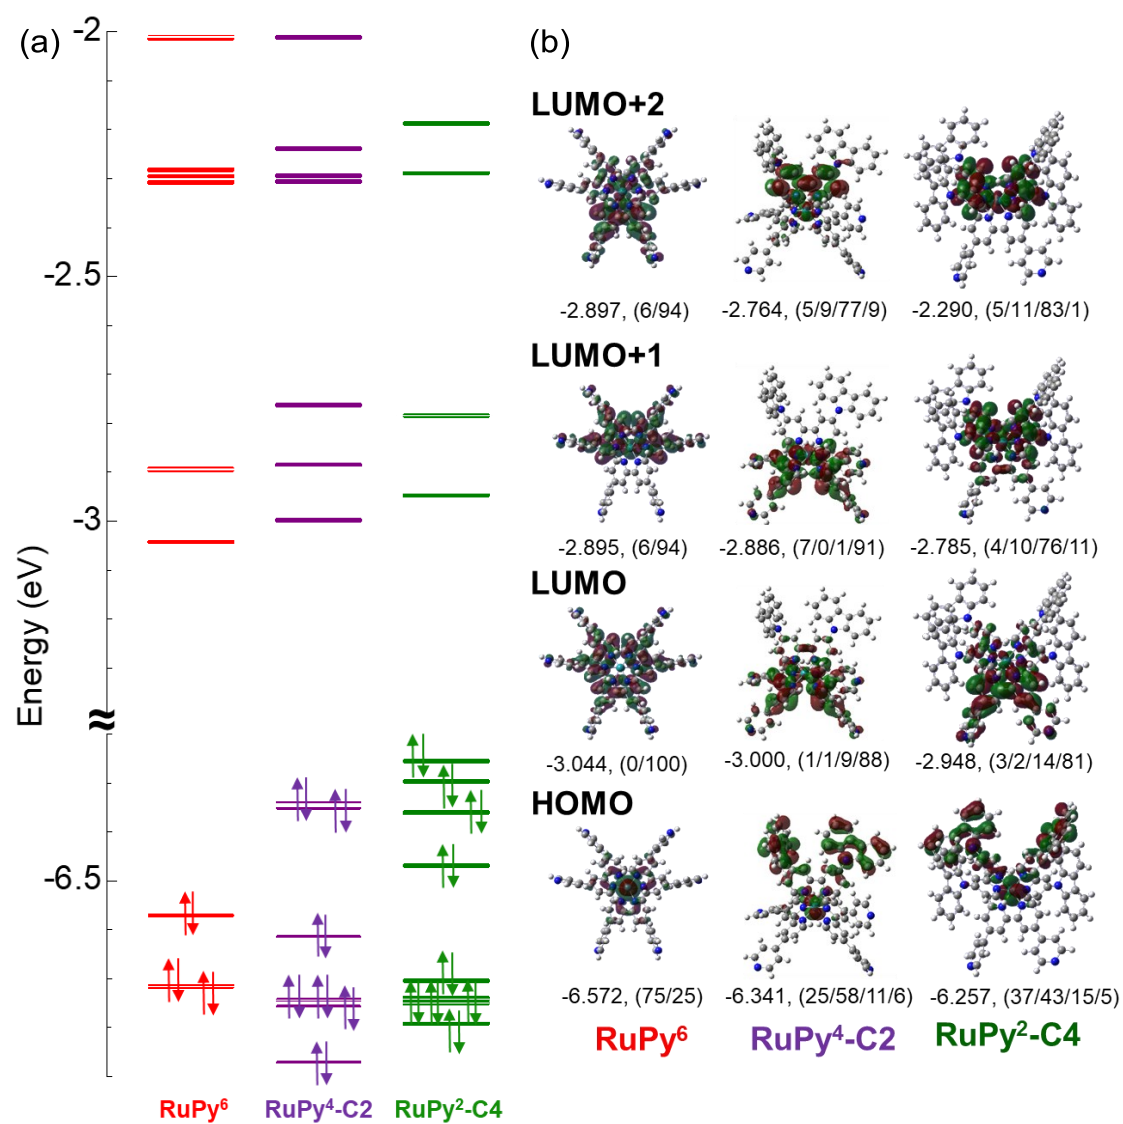 (a)
-2
-2.5
-3
Energy (eV)
≈
-6.5
RuPy⁶
RuPy⁴-C2
RuPy²-C4
(b)
LUMO+2
-2.897, (6/94)
-2.764, (5/9/77/9)
-2.290, (5/11/83/1)
LUMO+1
-2.895, (6/94)
-2.886, (7/0/1/91)
-2.785, (4/10/76/11)
LUMO
-3.044, (0/100)
-3.000, (1/1/9/88)
-2.948, (3/2/14/81)
HOMO
-6.572, (75/25)
-6.341, (25/58/11/6)
-6.257, (37/43/15/5)
RuPy⁶
RuPy⁴-C2
RuPy²-C4